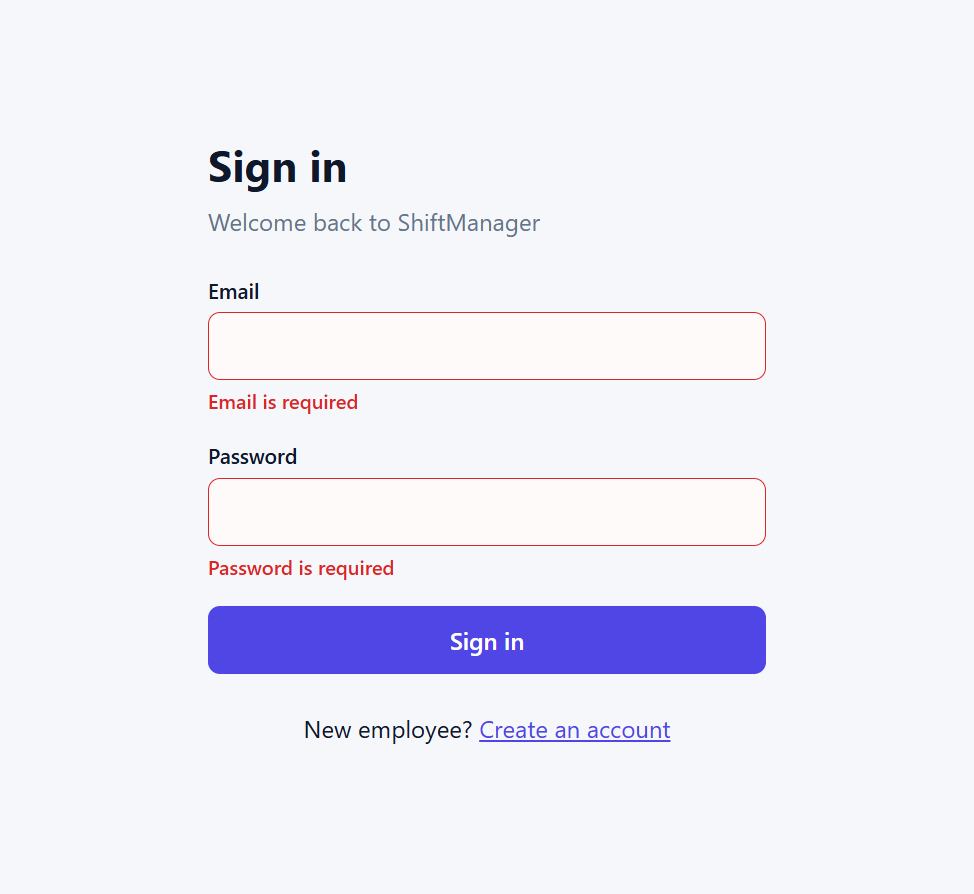 Sign in
Welcome back to ShiftManager
Email
Email is required
Password
Password is required
Sign in
New employee? Create an account